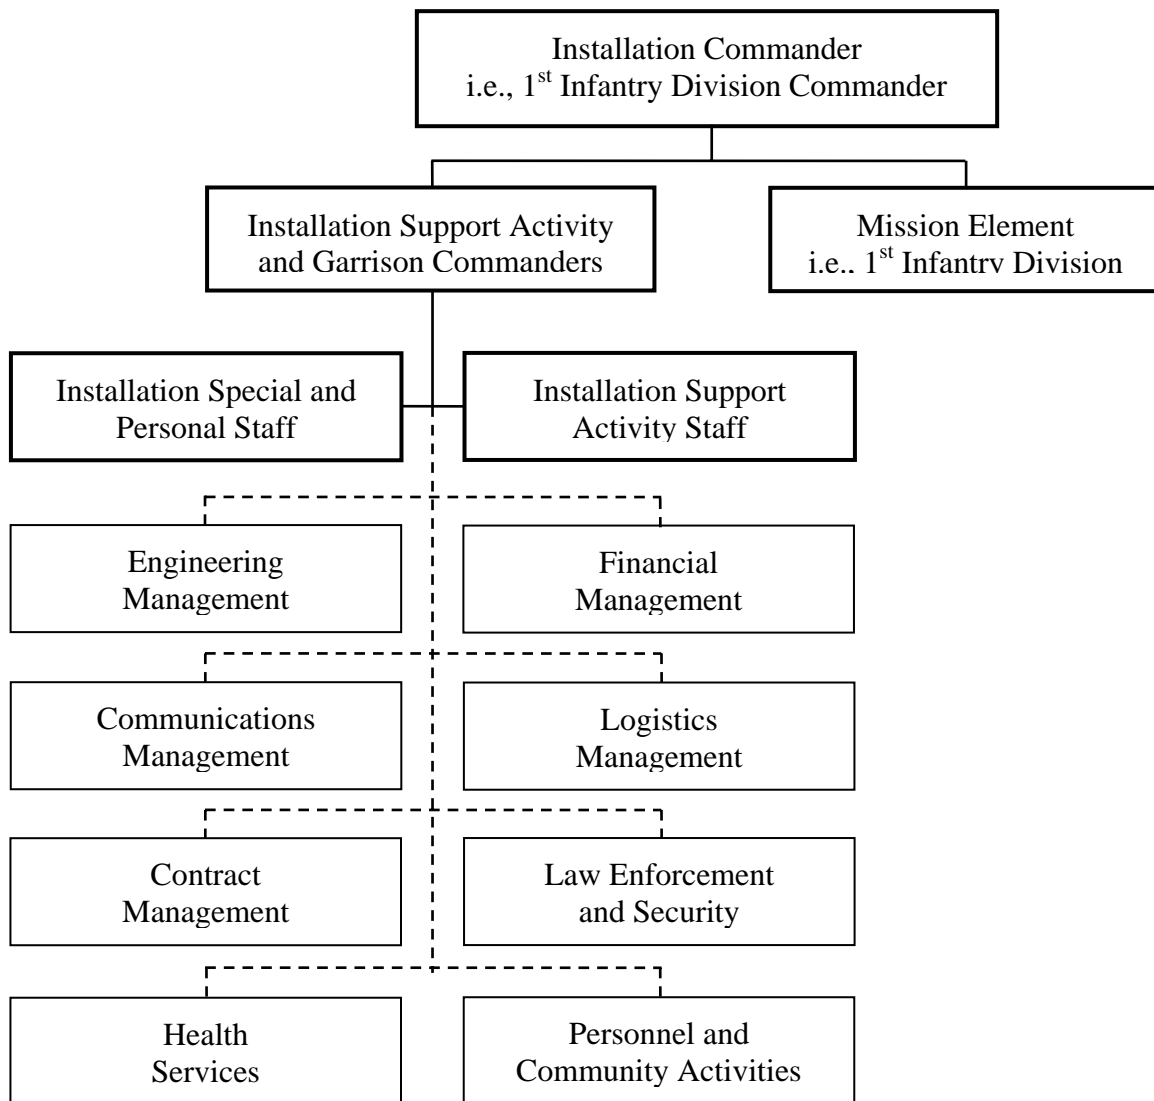 Installation Commander
i.e., 1st Infantry Division Commander
Installation Support Activity
and Garrison Commanders
Mission Element
i.e., 1st Infantry Division
Installation Special and
Personal Staff
Installation Support
Activity Staff
Engineering
Management
Financial
Management
Communications
Management
Logistics
Management
Contract
Management
Law Enforcement
and Security
Health
Services
Personnel and
Community Activities